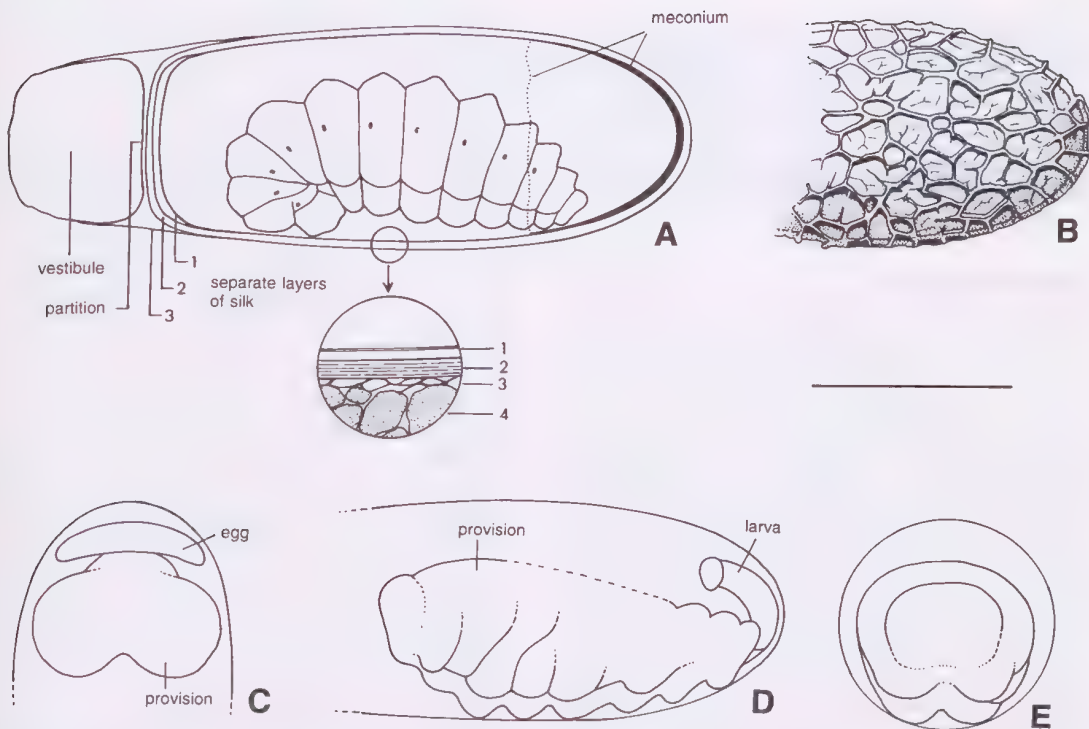 meconium
A
B
vestibule
partition
1
2
3
separate layers
of silk
1
2
3
4
egg
provision
C
provision
larva
D
E